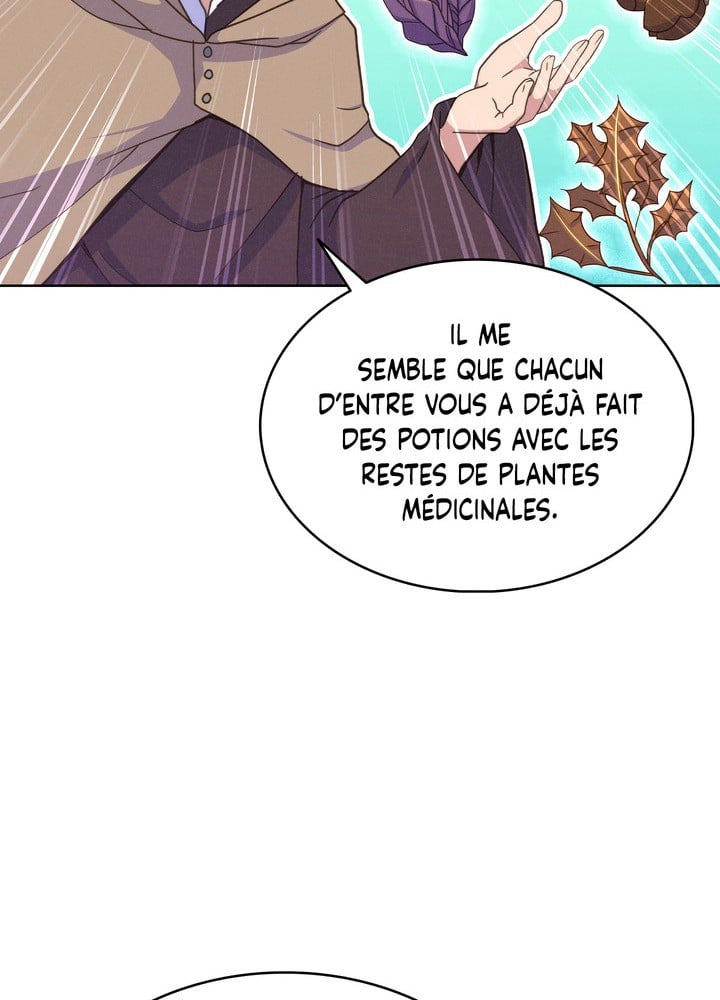 IL ME
SEMBLE QUE CHACUN
D'ENTRE VOUS A DÉJÀ FAIT
DES POTIONS AVEC LES
RESTES DE PLANTES
MÉDICINALES.